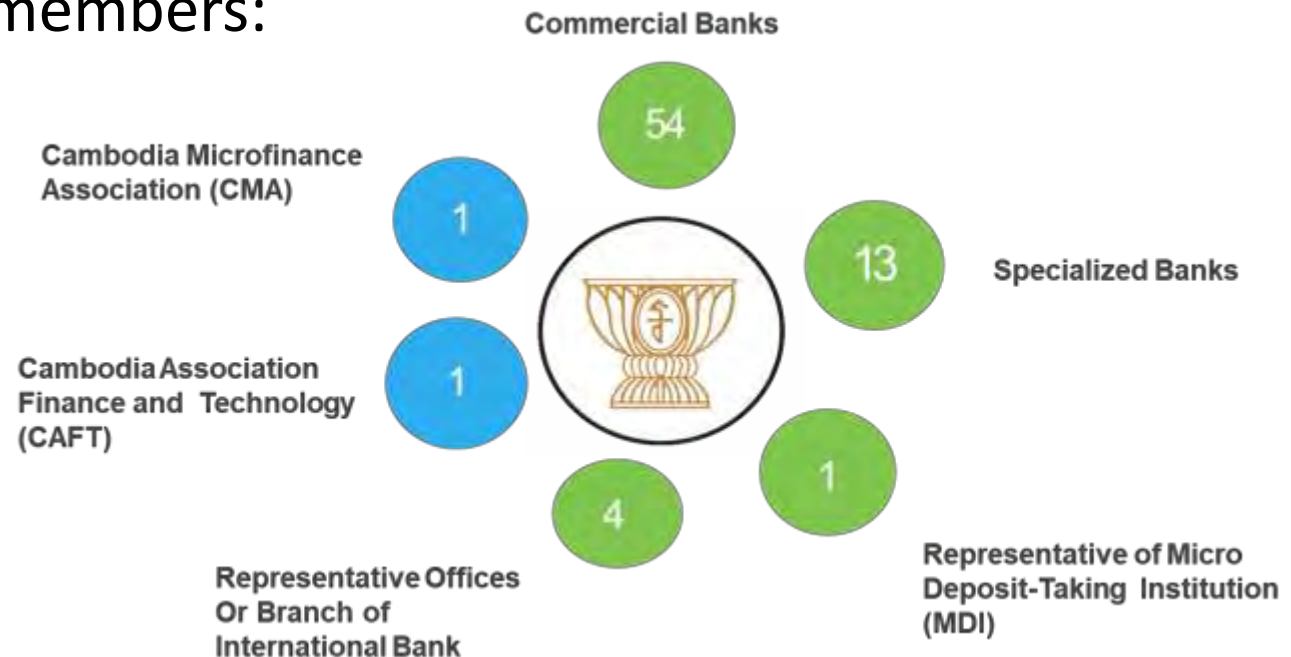 members:
Commercial Banks
54
Cambodia Microfinance
Association (CMA)
1
13
Specialized Banks
Cambodia Association
Finance and Technology
(CAFT)
1
1
4
Representative of Micro
Deposit-Taking Institution
(MDI)
Representative Offices
Or Branch of
International Bank